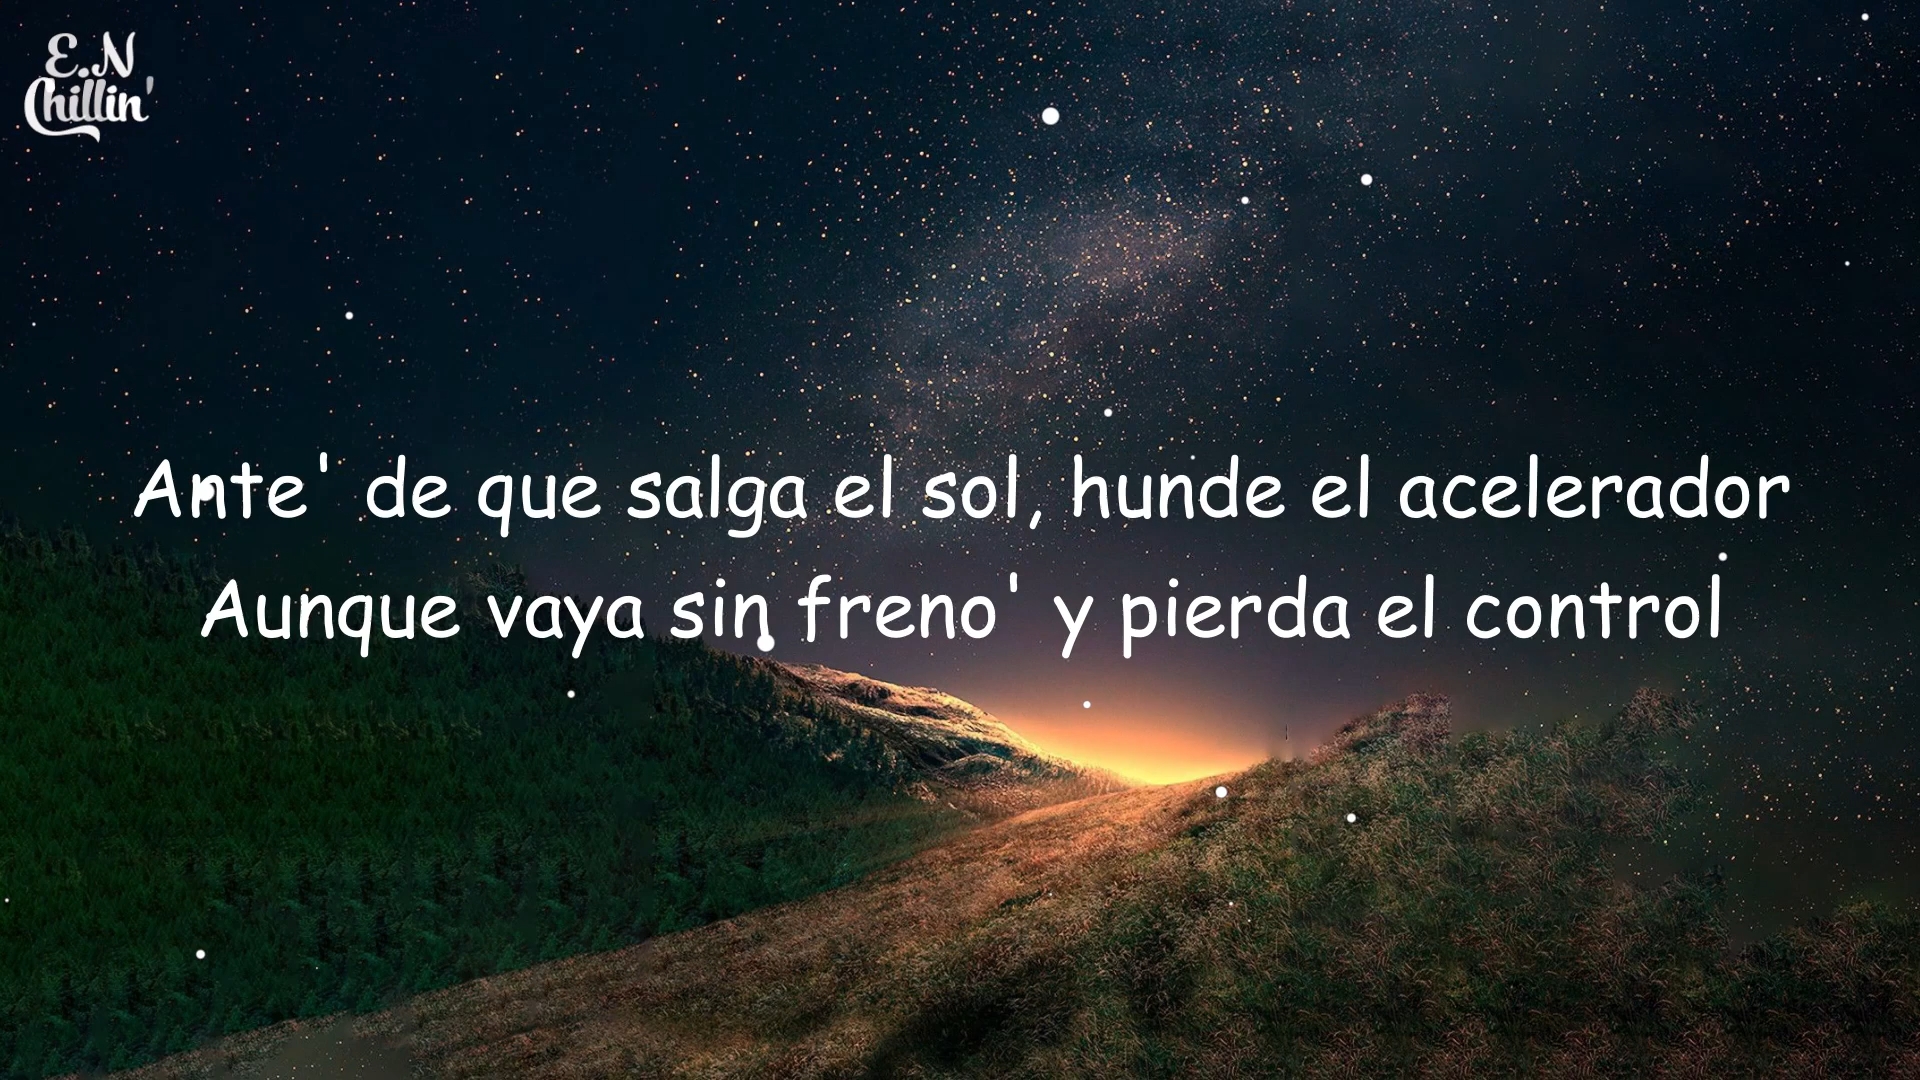 E.N
Chillin'
Ante' de que salga el sol, hunde el acelerador
Aunque vaya sin freno' y pierda el control